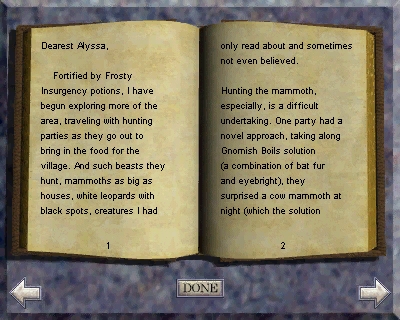 Dearest Alyssa,
Fortified by Frosty
Insurgency potions, I have
begun exploring more of the
area, traveling with hunting
parties as they go out to
bring in the food for the
village. And such beasts they
hunt, mammoths as big as
houses, white leopards with
black spots, creatures I had
1
only read about and sometimes
not even believed.
Hunting the mammoth,
especially, is a difficult
undertaking. One party had a
novel approach, taking along
Gnomish Boils solution
(a combination of bat fur
and eyebright), they
surprised a cow mammoth at
night (which the solution
2
DONE